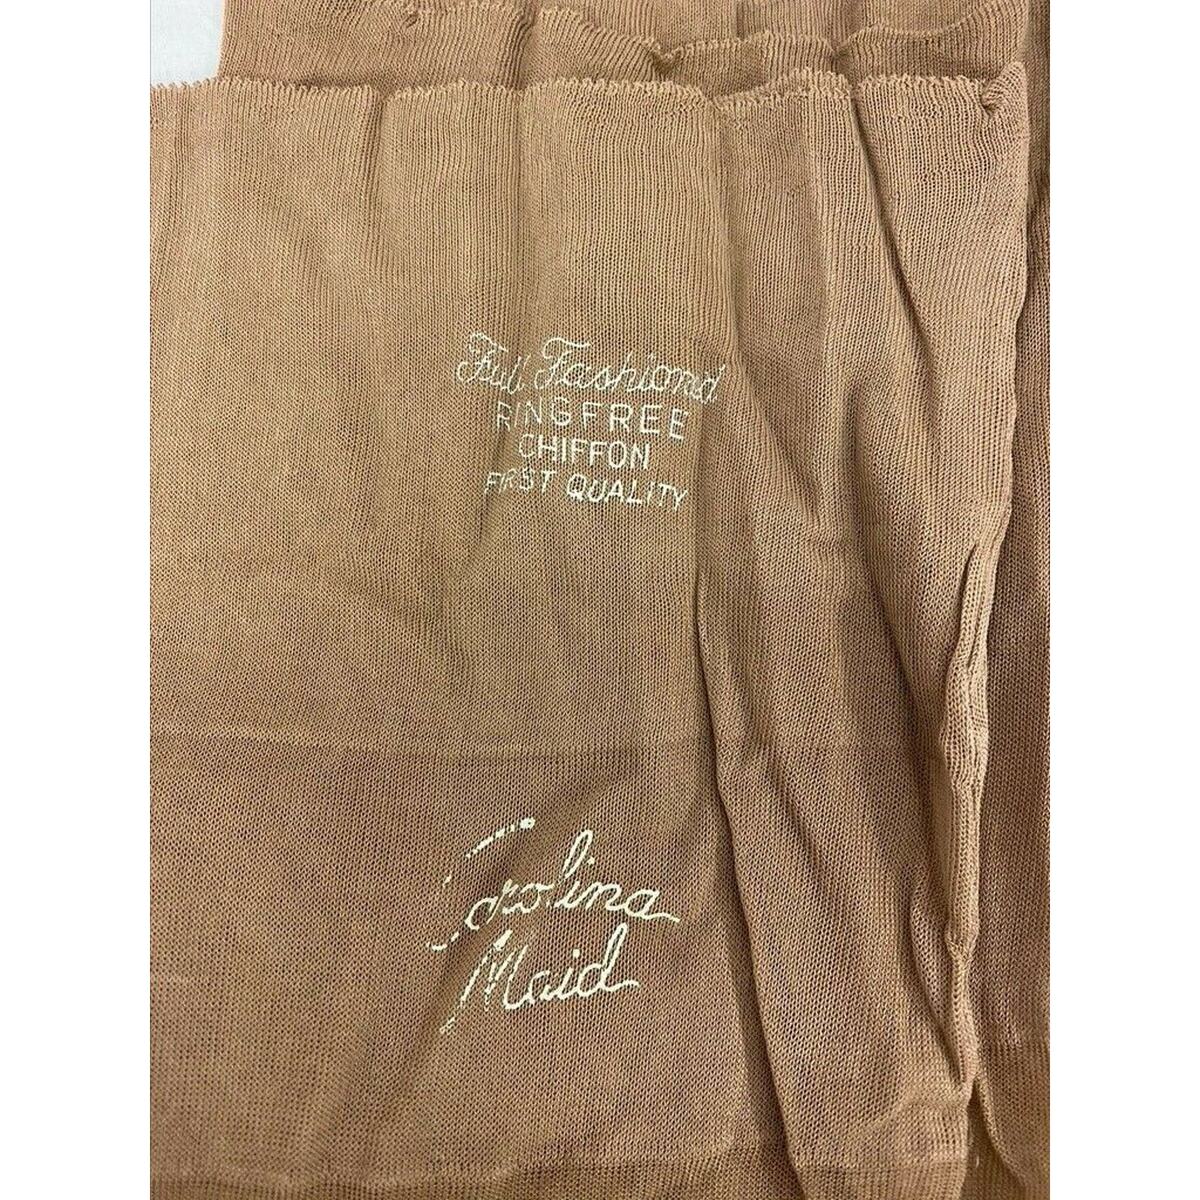 Full Fashioned
RINGFREE
CHIFFON
FIRST QUALITY
Carolina
Maid